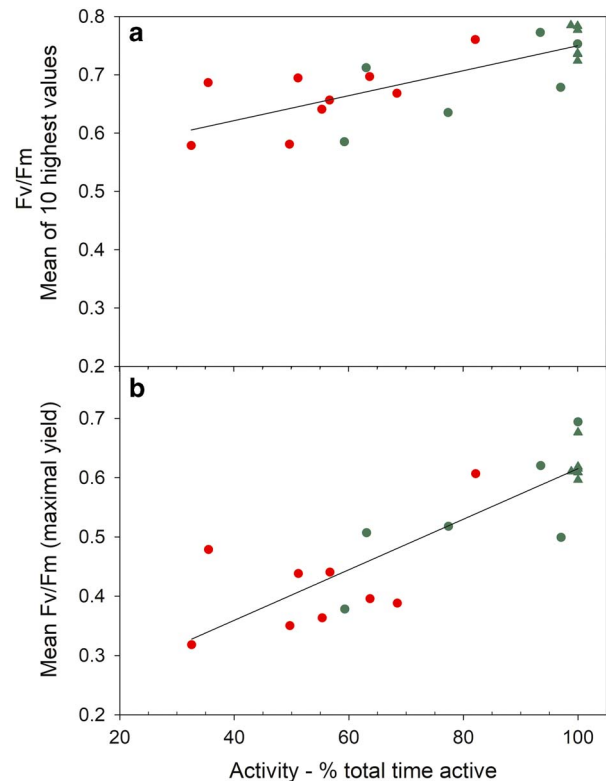 a
0.8
0.7
0.6
0.5
0.4
0.3
0.2
Fv/Fm
Mean of 10 highest values
b
0.7
0.6
0.5
0.4
0.3
0.2
Mean Fv/Fm (maximal yield)
20 40 60 80 100
Activity - % total time active